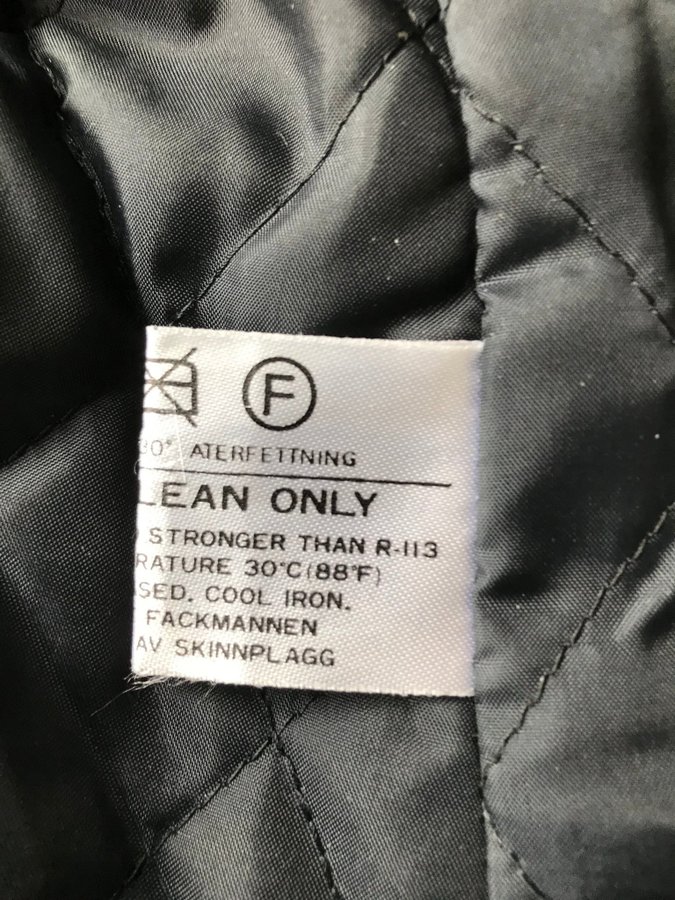 F
30° ATERFETTNING
LEAN ONLY
STRONGER THAN R-113
RATURE 30°C(88°F)
SED. COOL IRON.
FACKMANNEN
AV SKINNPLAGG